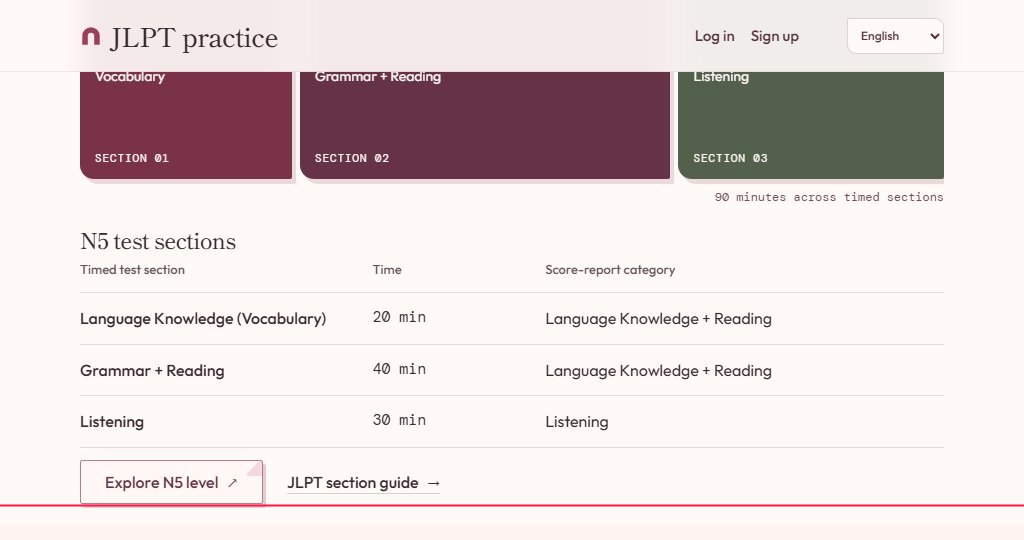 JLPT practice
Log in
Sign up
English
Vocabulary
Grammar + Reading
Listening
SECTION 01
SECTION 02
SECTION 03
90 minutes across timed sections
N5 test sections
Timed test section
Time
Score-report category
Language Knowledge (Vocabulary)
20 min
Language Knowledge + Reading
Grammar + Reading
40 min
Language Knowledge + Reading
Listening
30 min
Listening
Explore N5 level ↗
JLPT section guide →